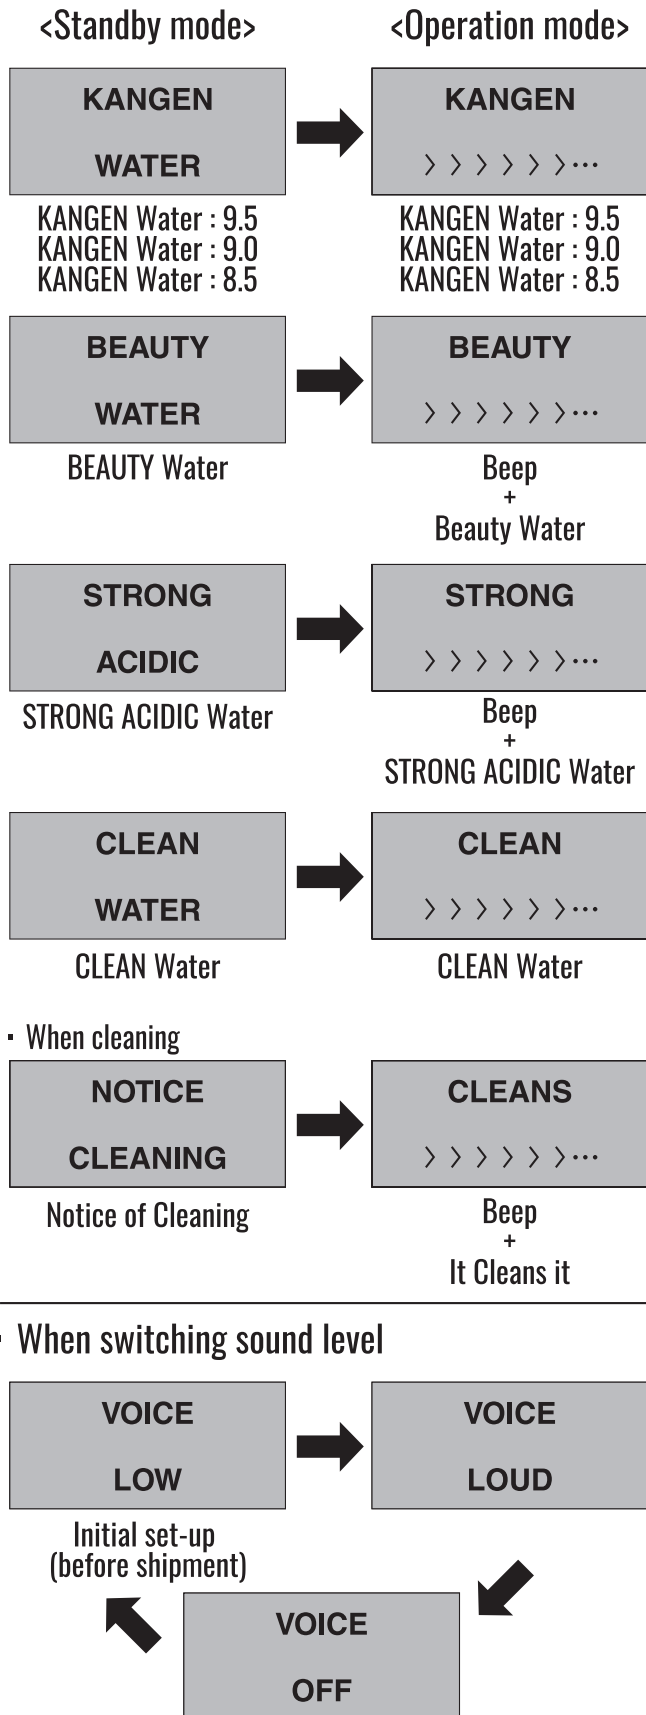 <Standby mode>
<Operation mode>
KANGEN
WATER
KANGEN
〉〉〉〉〉〉···
KANGEN Water : 9.5
KANGEN Water : 9.0
KANGEN Water : 8.5
KANGEN Water : 9.5
KANGEN Water : 9.0
KANGEN Water : 8.5
BEAUTY
WATER
BEAUTY
〉〉〉〉〉〉···
BEAUTY Water
Beep
+
Beauty Water
STRONG
ACIDIC
STRONG
〉〉〉〉〉〉···
STRONG ACIDIC Water
Beep
+
STRONG ACIDIC Water
CLEAN
WATER
CLEAN
〉〉〉〉〉〉···
CLEAN Water
CLEAN Water
▪ When cleaning
NOTICE
CLEANING
CLEANS
〉〉〉〉〉〉···
Notice of Cleaning
Beep
+
It Cleans it
▪ When switching sound level
VOICE
LOW
VOICE
LOUD
Initial set-up
(before shipment)
VOICE
OFF